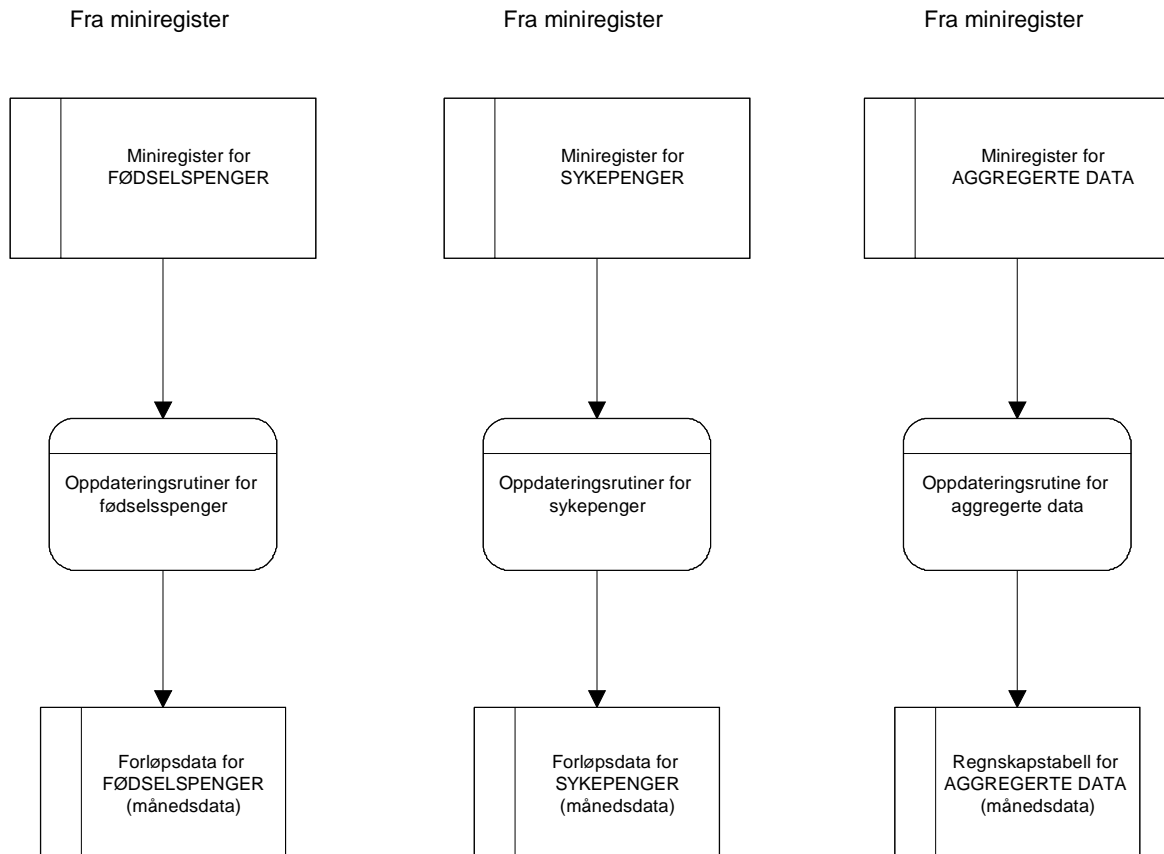 Fra miniregister
Fra miniregister
Fra miniregister
Miniregister for
FØDSELSPENGER
Miniregister for
SYKEPENGER
Miniregister for
AGGREGERTE DATA
Oppdateringsrutiner for
fødselsspenger
Oppdateringsrutiner for
sykepenger
Oppdateringsrutine for
aggregerte data
Forløpsdata for
FØDSELSPENGER
(månedsdata)
Forløpsdata for
SYKEPENGER
(månedsdata)
Regnskapstabell for
AGGREGERTE DATA
(månedsdata)